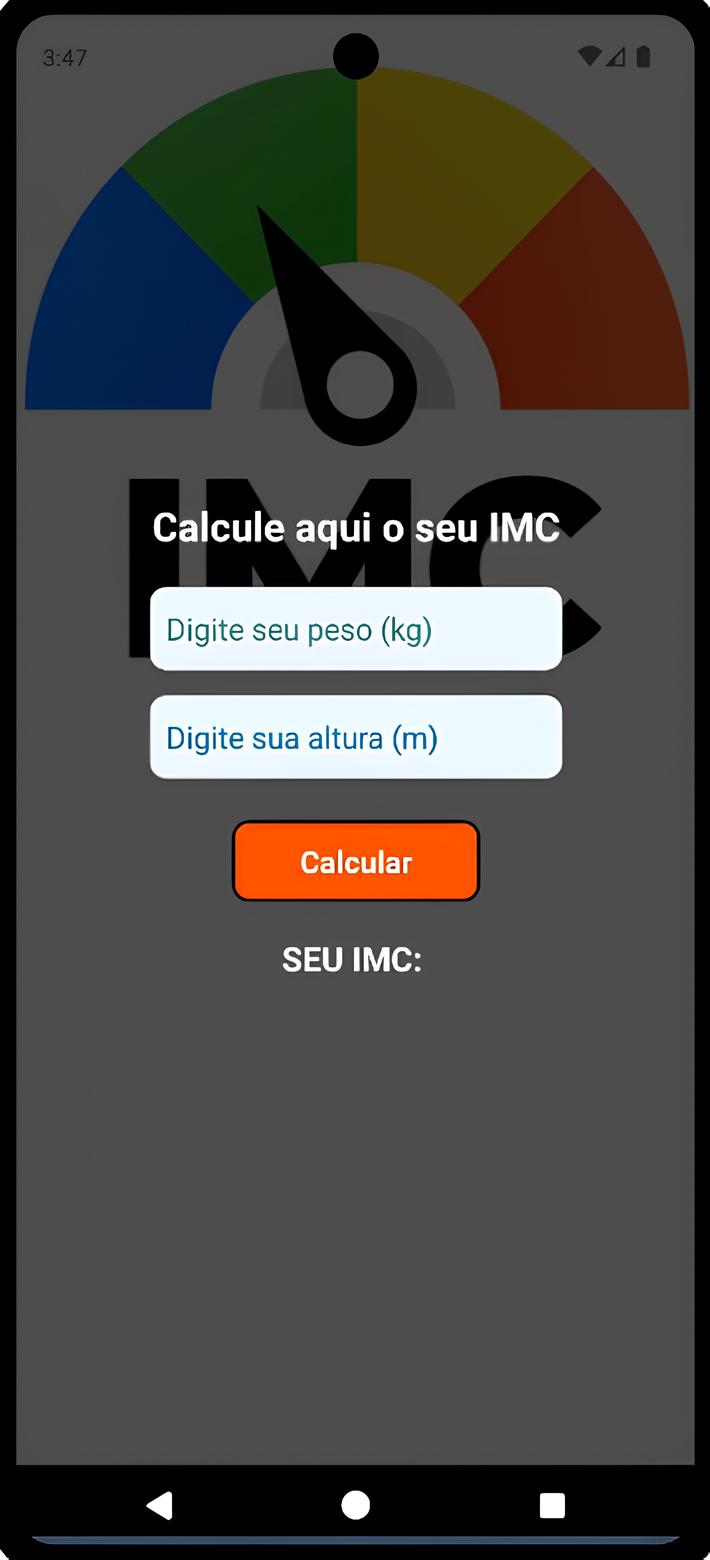 3:47
IMC
Calcule aqui o seu IMC
Digite seu peso (kg)
Digite sua altura (m)
Calcular
SEU IMC: